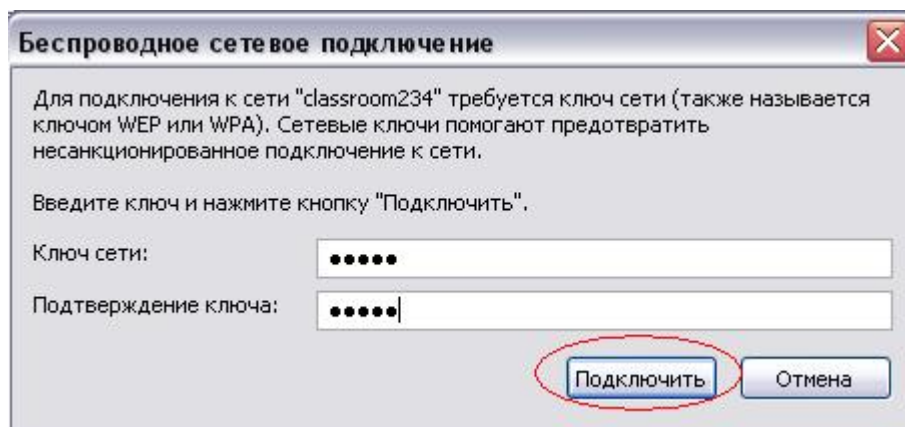 Беспроводное сетевое подключение
Для подключения к сети "classroom234" требуется ключ сети (также называется
ключом WEP или WPA). Сетевые ключи помогают предотвратить
несанкционированное подключение к сети.
Введите ключ и нажмите кнопку "Подключить".
Ключ сети: •••••
Подтверждение ключа: •••••
Подключить Отмена